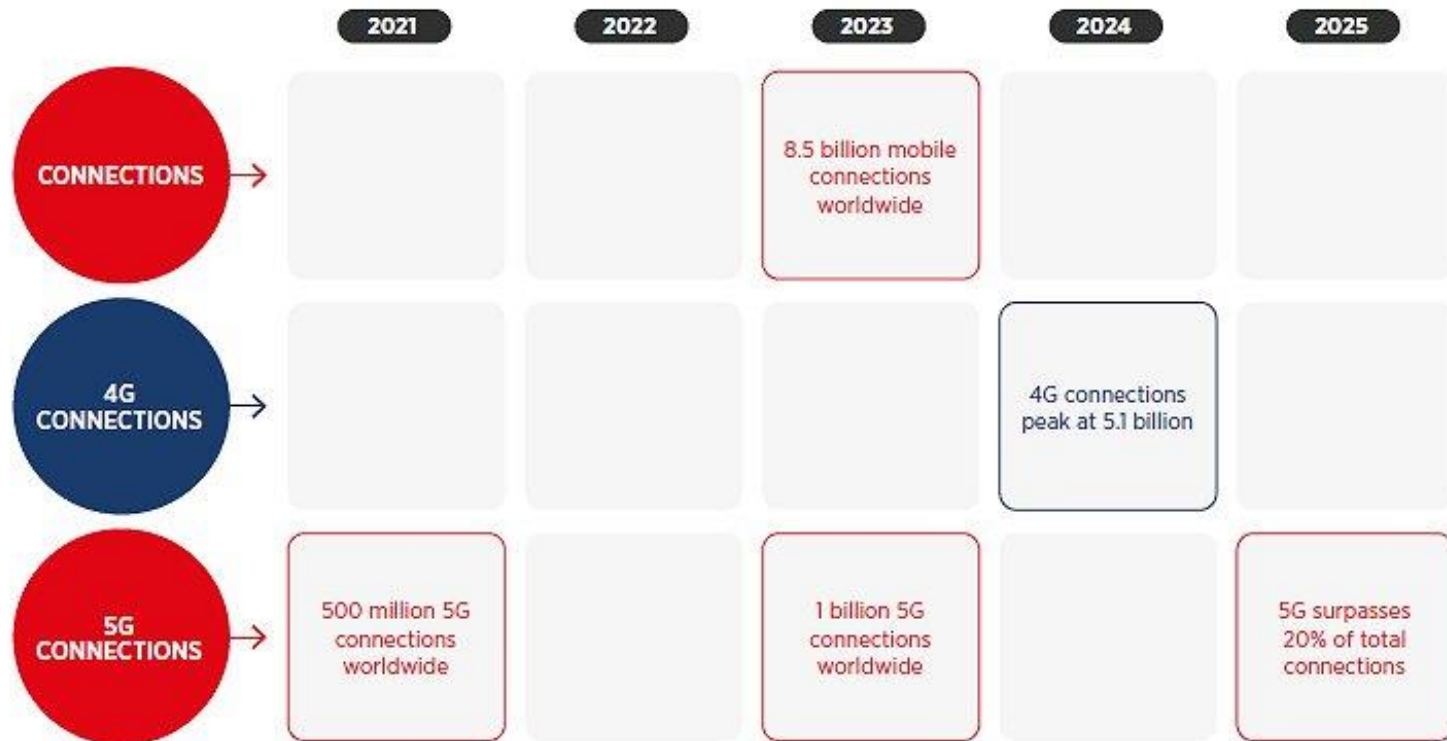 2021
2022
2023
2024
2025
CONNECTIONS
8.5 billion mobile
connections
worldwide
4G
CONNECTIONS
4G connections
peak at 5.1 billion
5G
CONNECTIONS
500 million 5G
connections
worldwide
1 billion 5G
connections
worldwide
5G surpasses
20% of total
connections